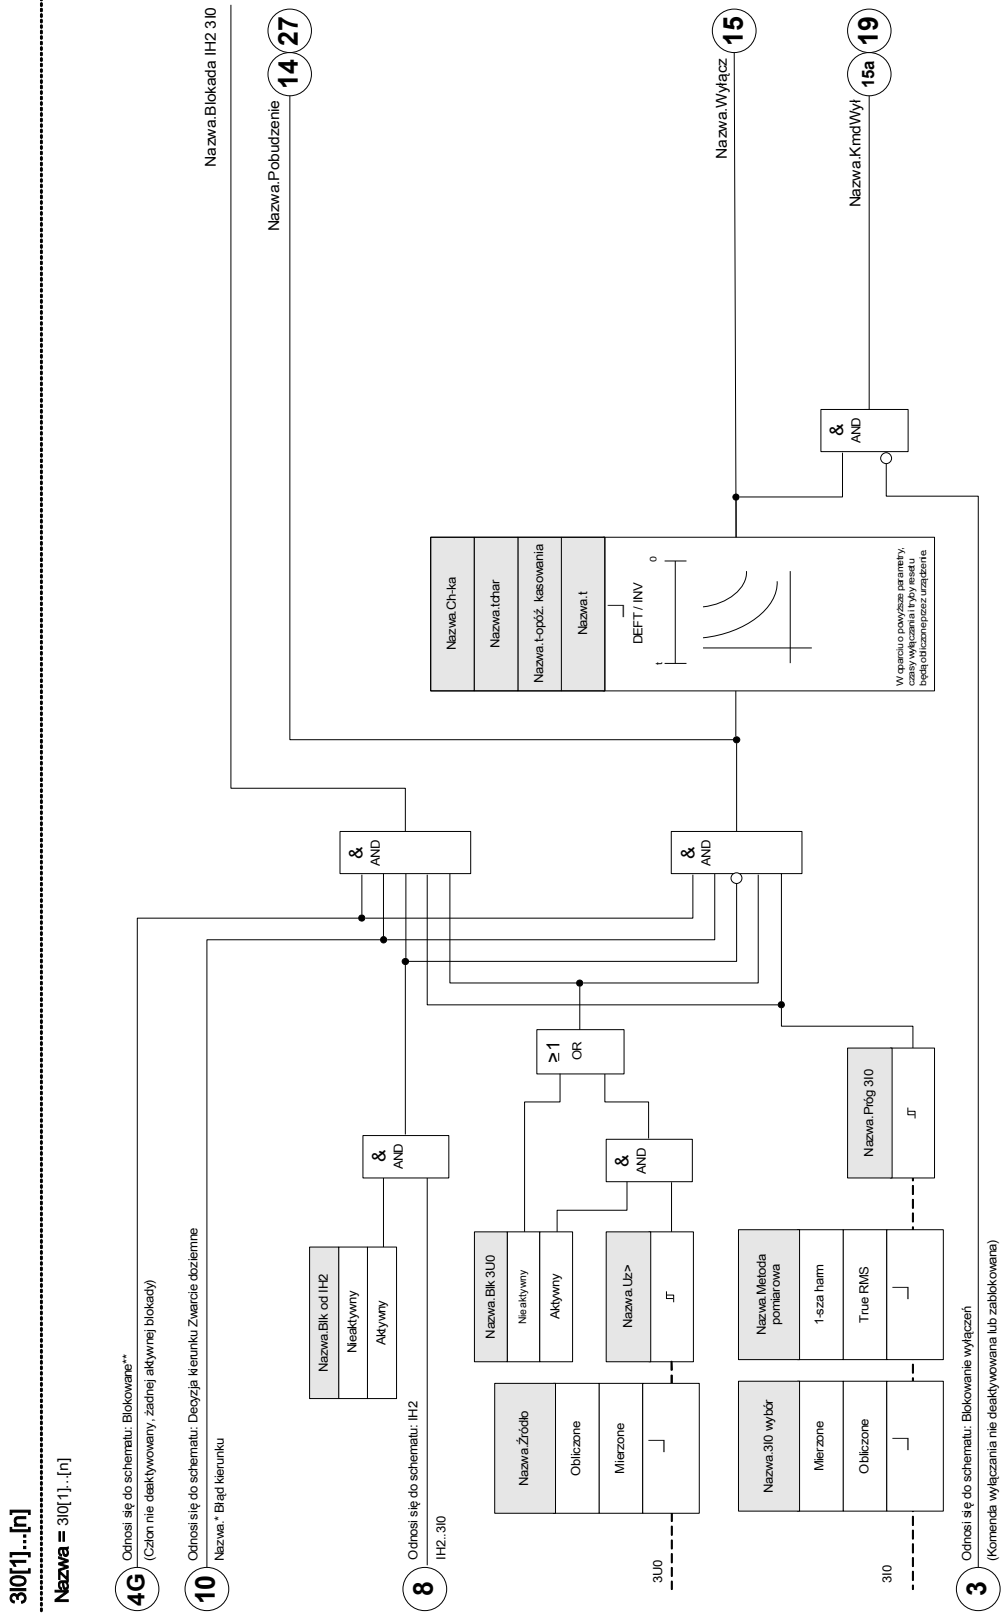 3I0[1]...[n]
Nazwa = 3I0[1]...[n]
4G
Odnosi się do schematu: Blokowane**
(Człon nie deaktywowany, żadnej aktywnej blokady)
10
Odnosi się do schematu: Decyzja kierunku Zwarcie doziemne
Nazwa.* Błąd kierunku
8
Odnosi się do schematu: IH2
IH2..3I0
3U0
3I0
3
Odnosi się do schematu: Blokowanie wyłączeń
(Komenda wyłączania nie deaktywowana lub zablokowana)
Nazwa.Blk od IH2
Nieaktywny
Aktywny
Nazwa.Źródło
Obliczone
Mierzone
Nazwa.Blk 3U0
Nieaktywny
Aktywny
Nazwa.Uz>
Nazwa.3I0 wybór
Mierzone
Obliczone
Nazwa.Metoda
pomiarowa
1-sza harm
True RMS
Nazwa.Próg 3I0
&
AND
&
AND
≥1
OR
&
AND
&
AND
Nazwa.Ch-ka
Nazwa.tchar
Nazwa.t-opóź. kasowania
Nazwa.t
DEFT / INV
t
0
W oparciu o powyższe parametry,
czasy wyłączania i tryby resetu
będą obliczone przez urządzenie.
&
AND
Nazwa.Blokada IH2 3I0
Nazwa.Pobudzenie
14
27
Nazwa.Wyłącz
15
Nazwa.KmdWył
15a
19